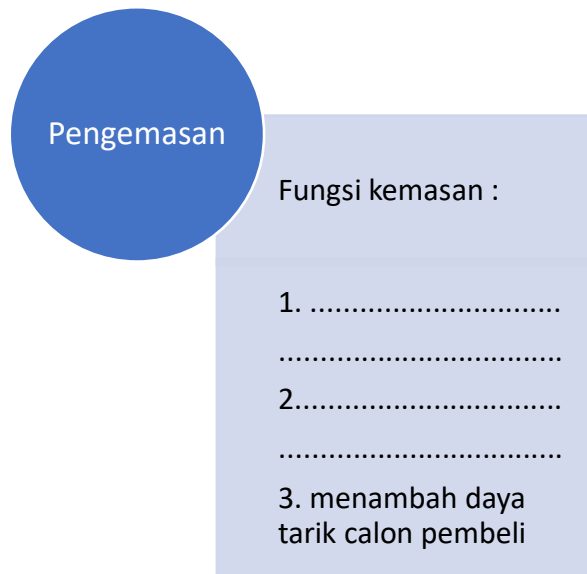 Pengemasan
Fungsi kemasan :
1. ..............................
..................................
2................................
..................................
3. menambah daya
tarik calon pembeli